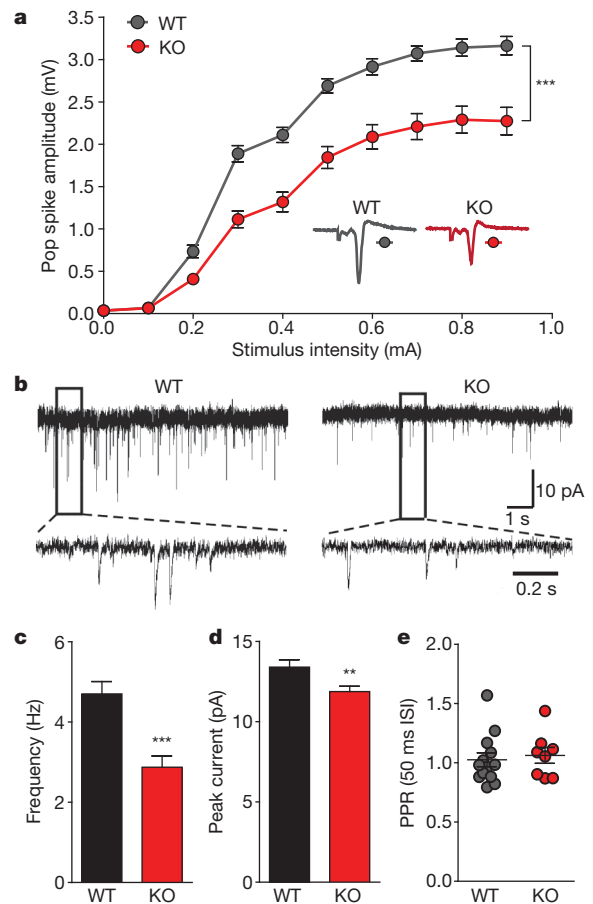 a
WT
KO
Pop spike amplitude (mV)
3.5
3.0
2.5
2.0
1.5
1.0
0.5
0.0
***
WT
KO
0.0 0.2 0.4 0.6 0.8 1.0
Stimulus intensity (mA)
b
WT
KO
10 pA
1 s
0.2 s
c
Frequency (Hz)
6
4
2
0
***
WT KO
d
Peak current (pA)
15
12
9
6
3
0
**
WT KO
e
PPR (50 ms ISI)
2.0
1.5
1.0
0.5
0.0
WT KO